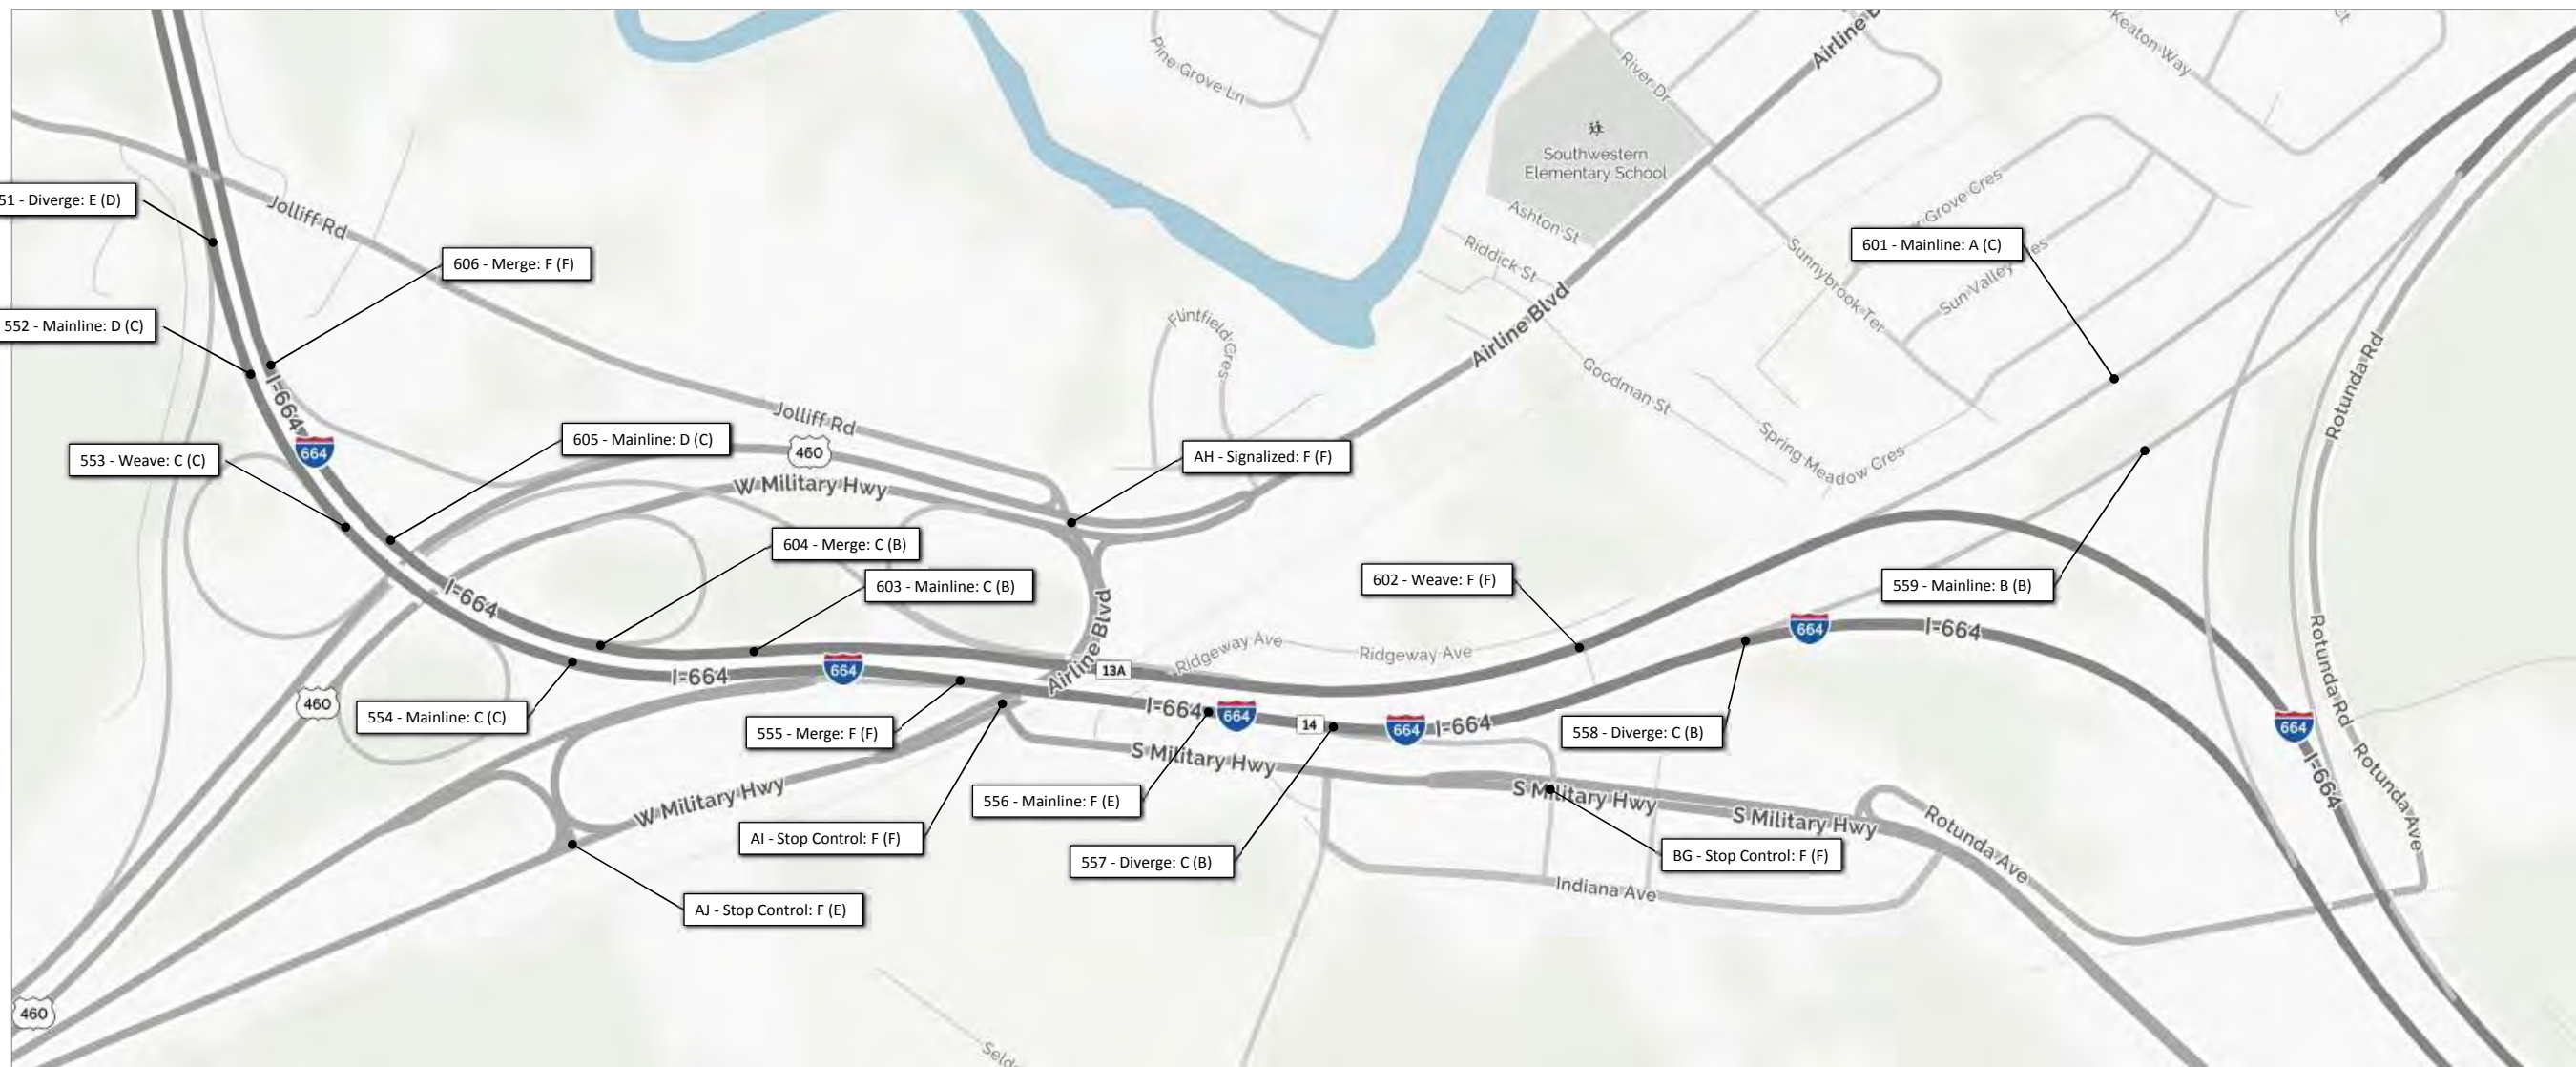 Airline B
Keaton Way
Ct
Pine Grove Ln
River Dr
Southwestern
Elementary School
51 - Diverge: E (D)
Jolliff Rd
Ashton St
Grove Cres
601 - Mainline: A (C)
Riddick St
606 - Merge: F (F)
Sunnybrook Ter
Sun Valley
es
552 - Mainline: D (C)
Flintfield Cres
Airline Blvd
Rotunda Rd
I-664
Goodman St
Jolliff Rd
605 - Mainline: D (C)
553 - Weave: C (C)
664
460
AH - Signalized: F (F)
Spring Meadow Cres
W Military Hwy
604 - Merge: C (B)
603 - Mainline: C (B)
602 - Weave: F (F)
559 - Mainline: B (B)
I-664
Airline Blvd
Ridgeway Ave
Ridgeway Ave
664
I-664
Rotunda Rd
I-664
664
13A
460
554 - Mainline: C (C)
555 - Merge: F (F)
I-664
664
14
664
I-664
558 - Diverge: C (B)
664
I-664
S Military Hwy
Rotunda Ave
W Military Hwy
556 - Mainline: F (E)
S Military Hwy
S Military Hwy
Rotunda Ave
AI - Stop Control: F (F)
557 - Diverge: C (B)
BG - Stop Control: F (F)
Indiana Ave
AJ - Stop Control: F (E)
460
Seld